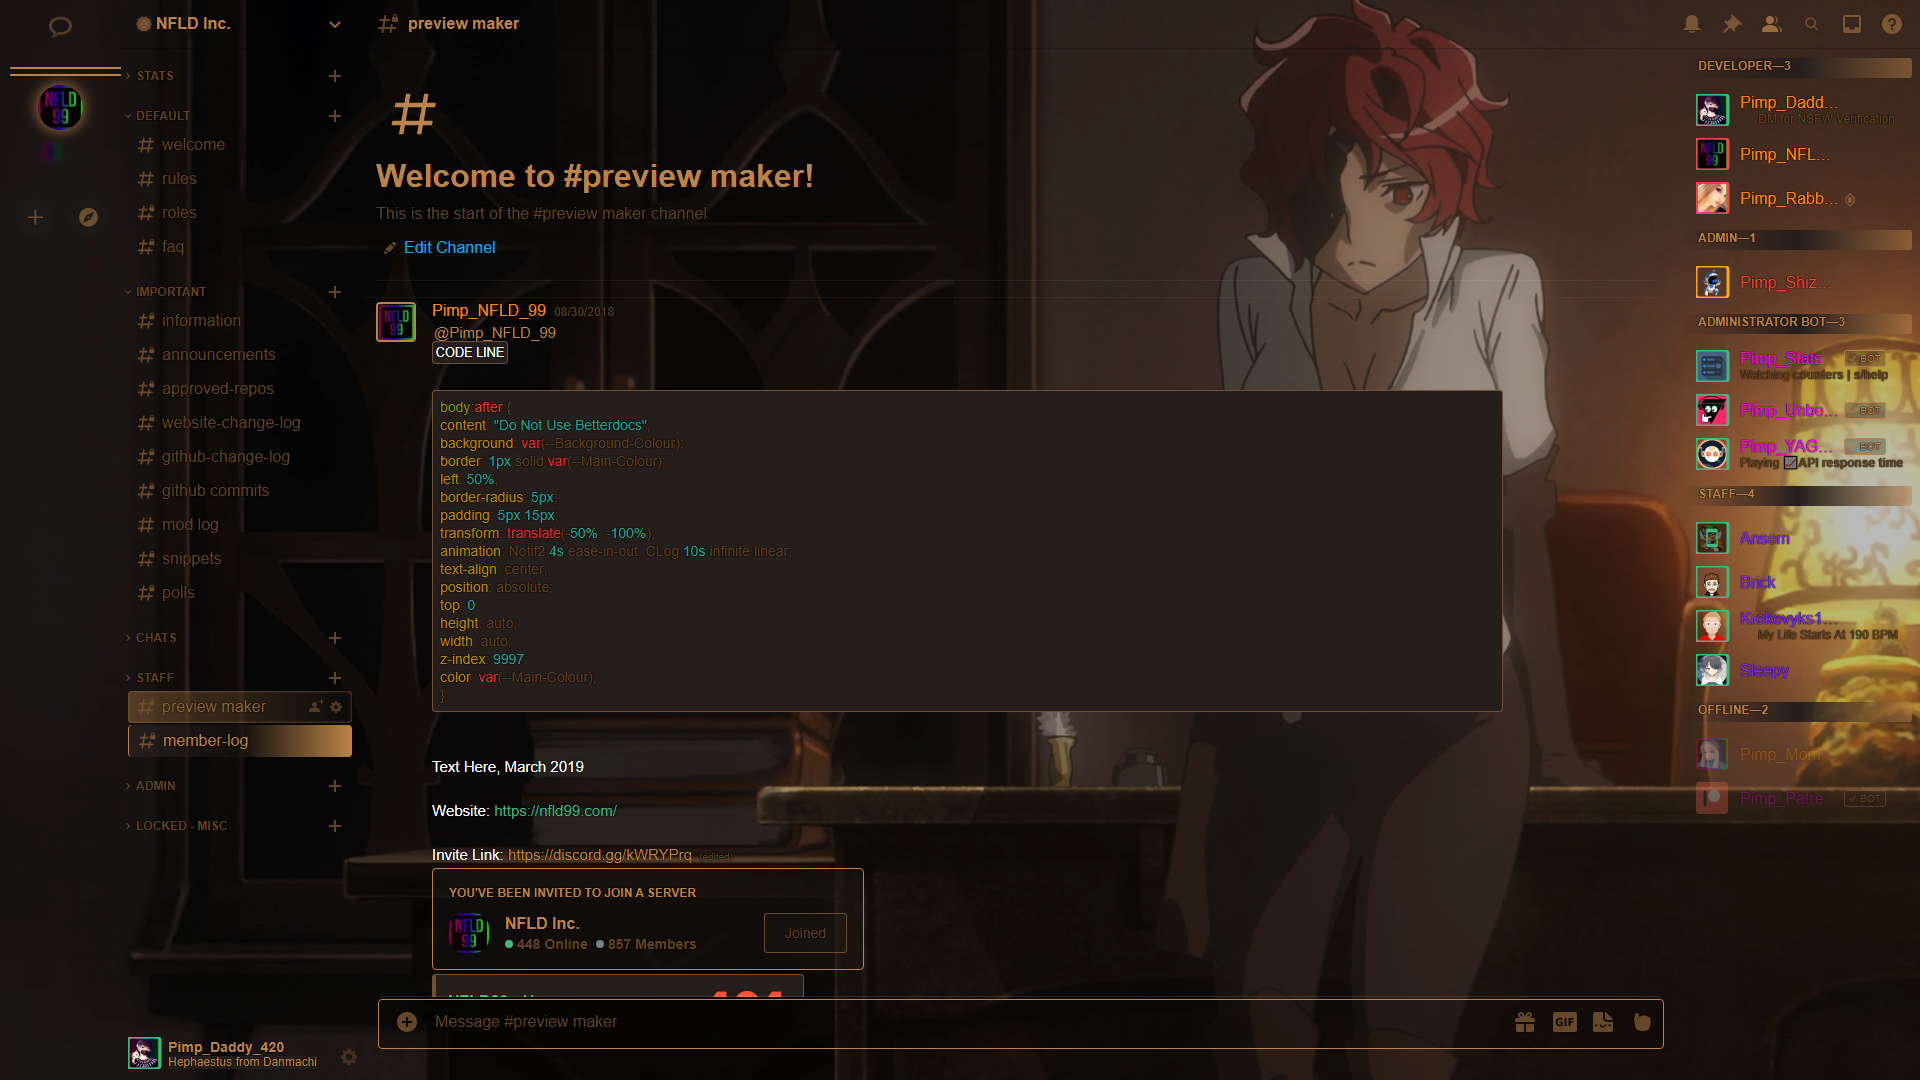 NFLD Inc.
preview maker
STATS
NFLD
99
DEFAULT
welcome
rules
roles
faq
IMPORTANT
information
announcements
approved-repos
website-change-log
github-change-log
github commits
mod log
snippets
polls
CHATS
STAFF
preview maker
member-log
ADMIN
LOCKED - MISC
Pimp_Daddy_420
Hephaestus from Danmachi
Welcome to #preview maker!
This is the start of the #preview maker channel.
Edit Channel
NFLD
99
Pimp_NFLD_99 08/30/2018
@Pimp_NFLD_99
CODE LINE
body:after {
content: "Do Not Use Betterdocs";
background: var(--Background-Colour);
border: 1px solid var(--Main-Colour);
left: 50%;
border-radius: 5px;
padding: 5px 15px;
transform: translate(-50%, -100%);
animation: Notif2 4s ease-in-out, CLog 10s infinite linear;
text-align: center;
position: absolute;
top: 0;
height: auto;
width: auto;
z-index: 9997;
color: var(--Main-Colour);
}
Text Here, March 2019
Website: https://nfld99.com/
Invite Link: https://discord.gg/kWRYPrq (edited)
YOU'VE BEEN INVITED TO JOIN A SERVER
NFLD
99
NFLD Inc.
448 Online 857 Members
Joined
Message #preview maker
GIF
DEVELOPER—3
Pimp_Dadd...
DM for NSFW Verification
NFLD
99
Pimp_NFL...
Pimp_Rabb...
ADMIN—1
Pimp_Shiz...
ADMINISTRATOR BOT—3
Pimp_Stats BOT
Watching counters | s/help
Pimp_Unbe... BOT
Pimp_YAG... BOT
Playing API response time
STAFF—4
Ansem
Brick
Krekevyks1...
My Life Starts At 190 BPM
Sleepy
OFFLINE—2
Pimp_Mom...
Pimp_Patre... BOT